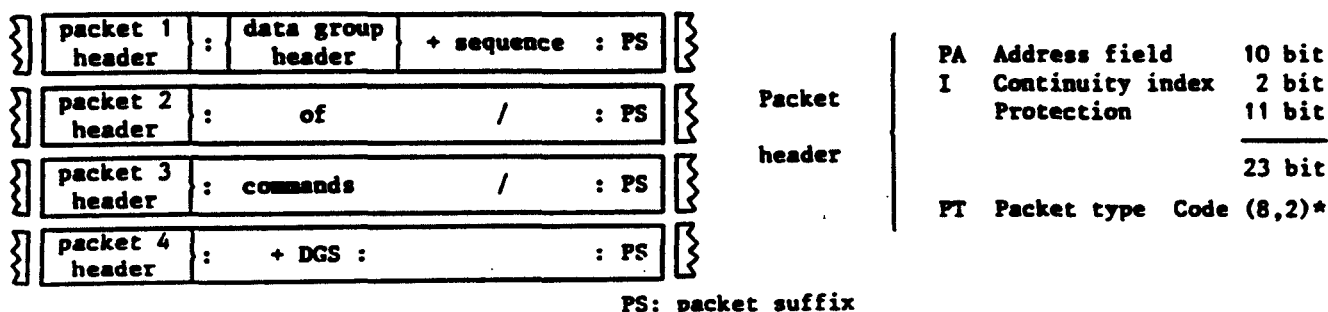 packet 1 header : data group header + sequence : PS
packet 2 header : of / : PS
packet 3 header : commands / : PS
packet 4 header : + DGS : : PS
PS: packet suffix
Packet
header
PA Address field 10 bit
I Continuity index 2 bit
Protection 11 bit
23 bit
PT Packet type Code (8,2)*